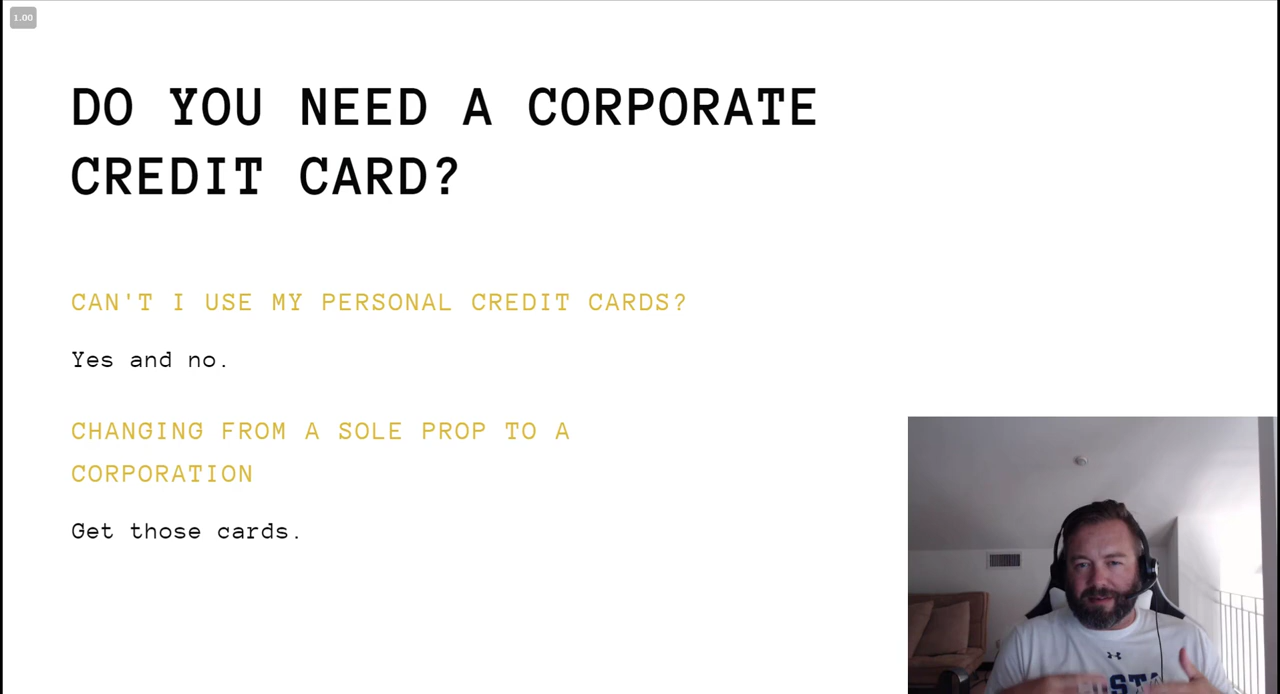 1.00
DO YOU NEED A CORPORATE
CREDIT CARD?
CAN'T I USE MY PERSONAL CREDIT CARDS?
Yes and no.
CHANGING FROM A SOLE PROP TO A
CORPORATION
Get those cards.